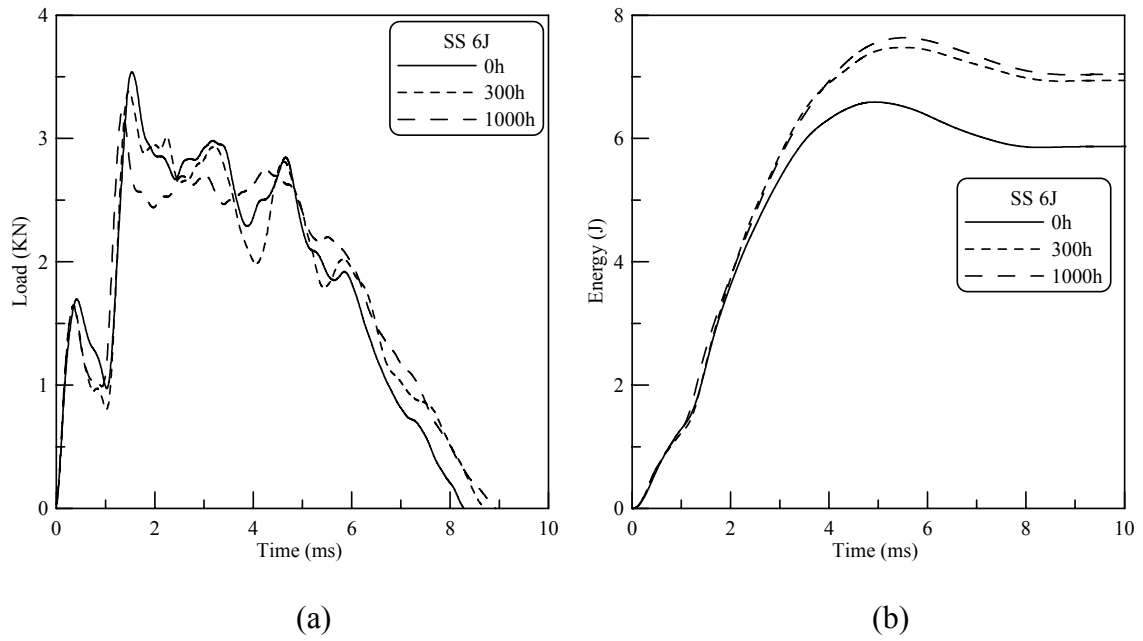 4
3
2
1
0
Load (KN)
SS 6J
0h
300h
1000h
0 2 4 6 8 10
Time (ms)
(a)
8
6
4
2
0
Energy (J)
SS 6J
0h
300h
1000h
0 2 4 6 8 10
Time (ms)
(b)